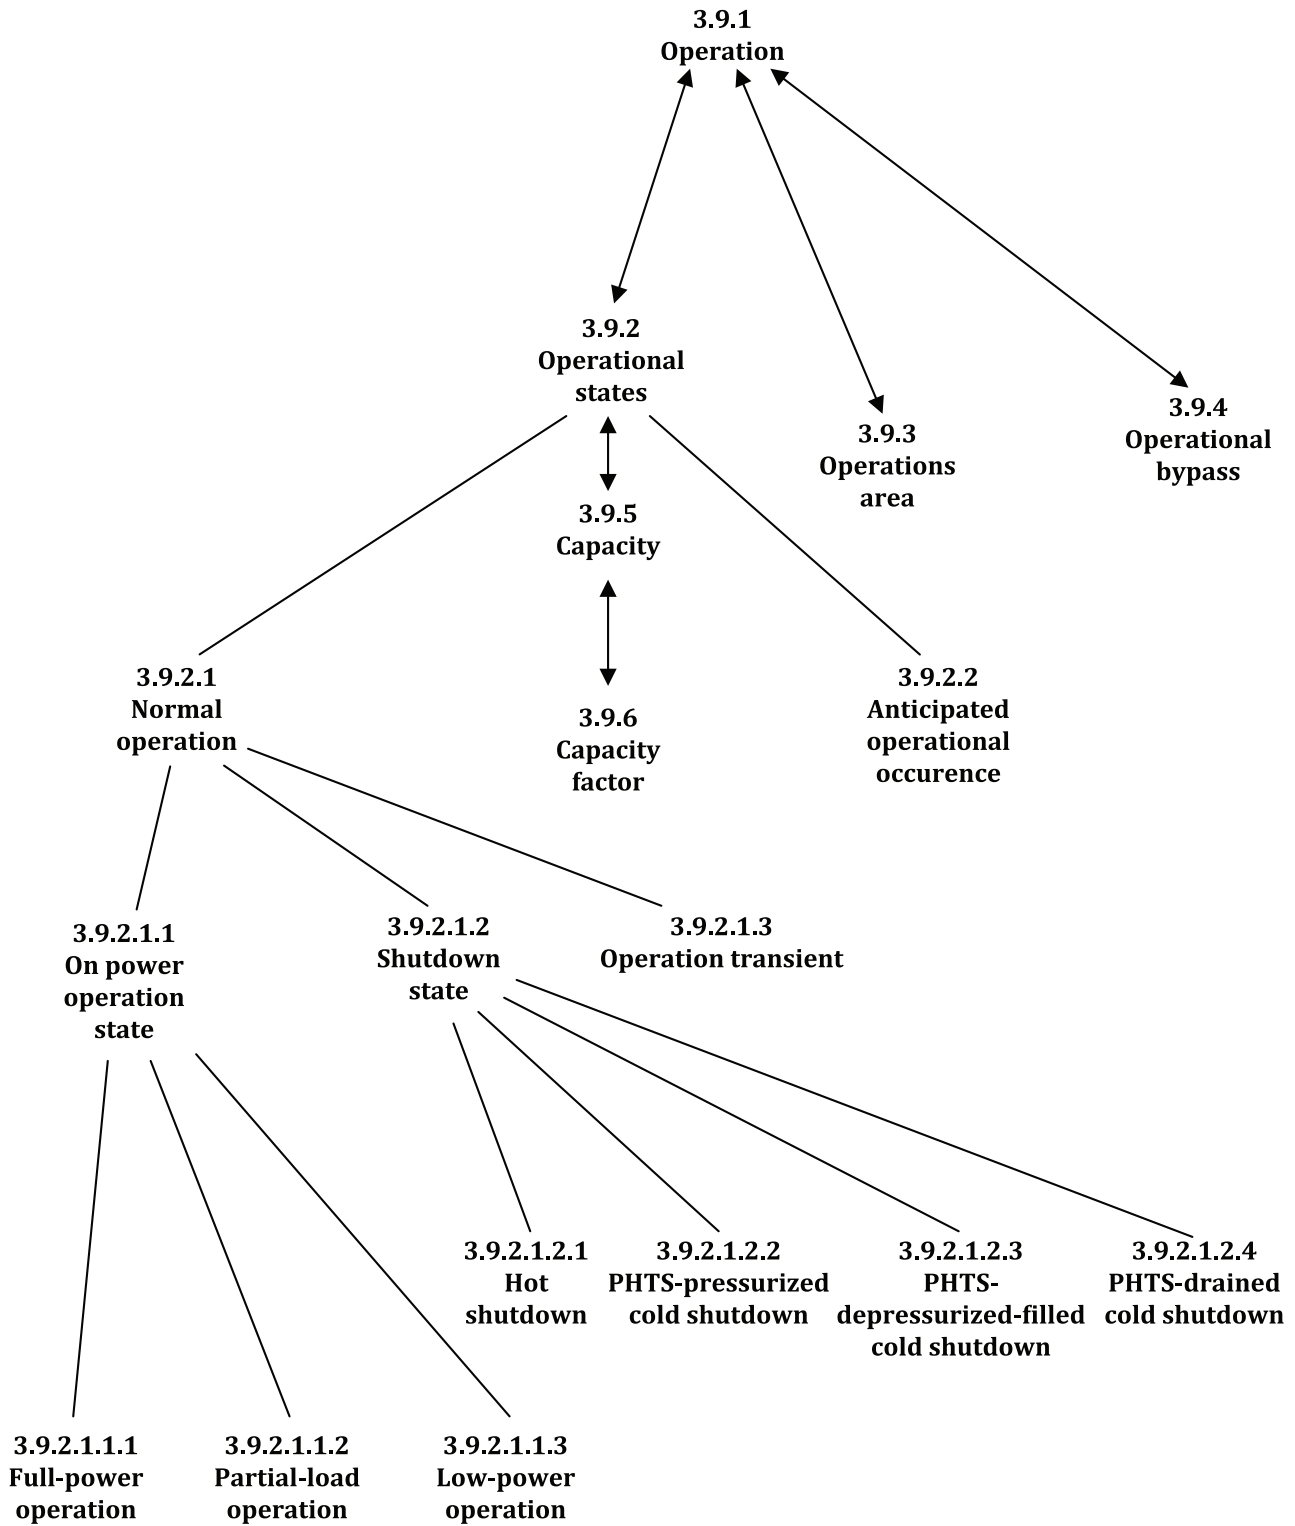 3.9.1
Operation
3.9.2
Operational
states
3.9.3
Operations
area
3.9.4
Operational
bypass
3.9.5
Capacity
3.9.6
Capacity
factor
3.9.2.1
Normal
operation
3.9.2.2
Anticipated
operational
occurence
3.9.2.1.1
On power
operation
state
3.9.2.1.2
Shutdown
state
3.9.2.1.3
Operation transient
3.9.2.1.2.1
Hot
shutdown
3.9.2.1.2.2
PHTS-pressurized
cold shutdown
3.9.2.1.2.3
PHTS-
depressurized-filled
cold shutdown
3.9.2.1.2.4
PHTS-drained
cold shutdown
3.9.2.1.1.1
Full-power
operation
3.9.2.1.1.2
Partial-load
operation
3.9.2.1.1.3
Low-power
operation